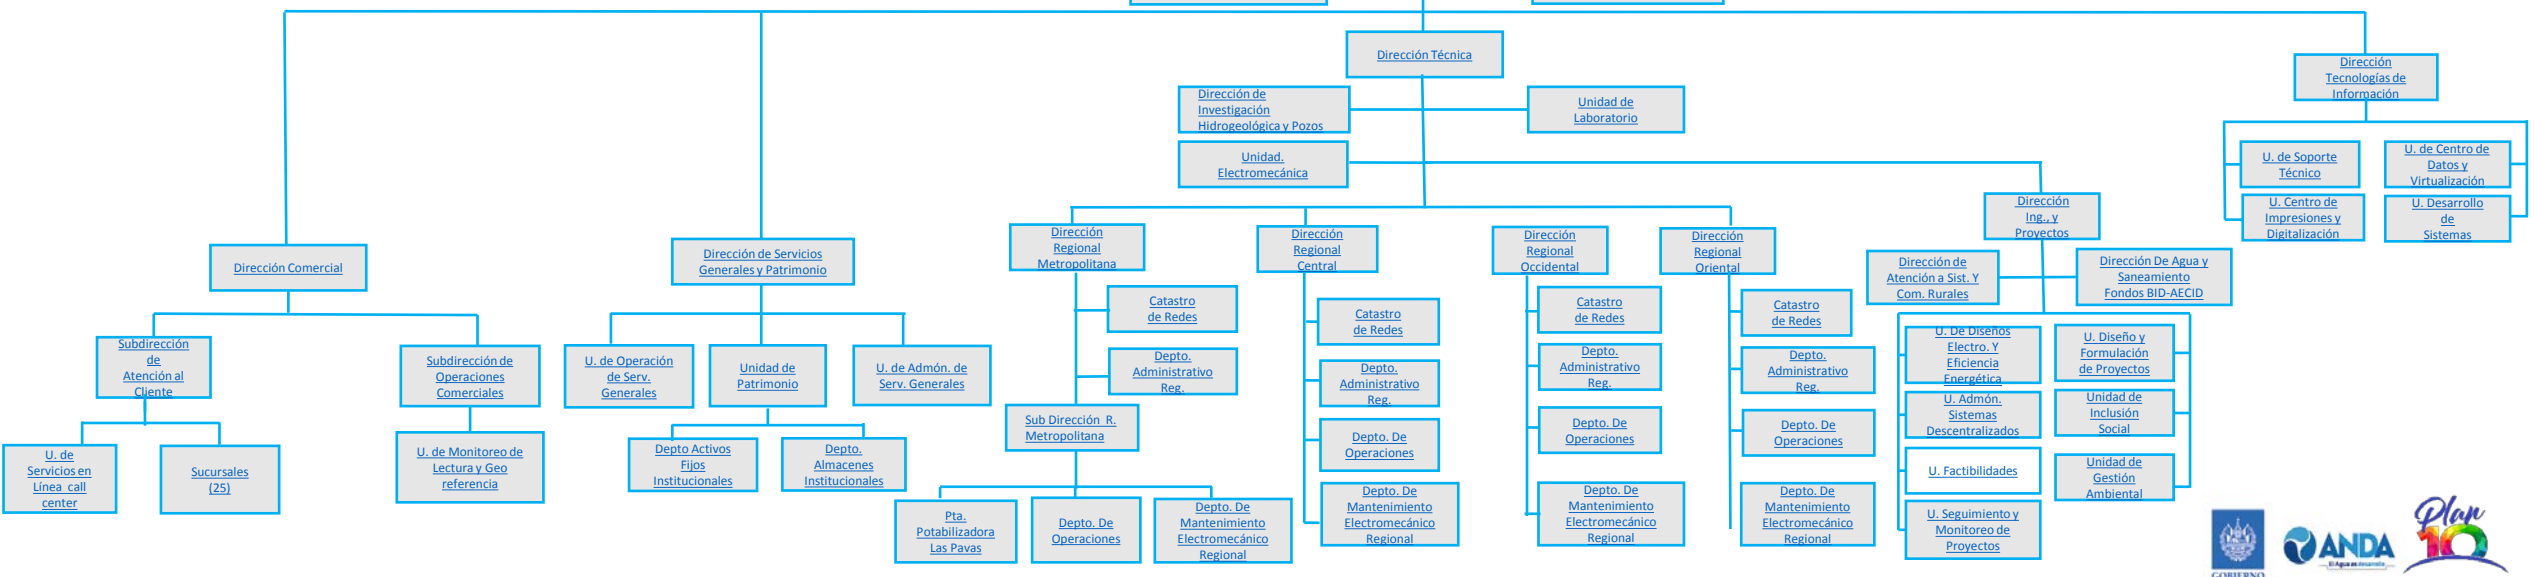 Dirección Técnica
Dirección
Tecnologías de
Información
Dirección de
Investigación
Hidrogeológica y Pozos
Unidad de
Laboratorio
Unidad.
Electromecánica
U. de Soporte
Técnico
U. de Centro de
Datos y
Virtualización
U. Centro de
Impresiones y
Digitalización
U. Desarrollo
de
Sistemas
Dirección
Ing., y
Proyectos
Dirección Comercial
Dirección de Servicios
Generales y Patrimonio
Dirección
Regional
Metropolitana
Dirección
Regional
Central
Dirección
Regional
Occidental
Dirección
Regional
Oriental
Dirección de
Atención a Sist. Y
Com. Rurales
Dirección De Agua y
Saneamiento
Fondos BID-AECID
Subdirección
de
Atención al
Cliente
Subdirección de
Operaciones
Comerciales
U. de Operación
de Serv.
Generales
Unidad de
Patrimonio
U. de Admón. de
Serv. Generales
Catastro
de Redes
Depto.
Administrativo
Reg.
Catastro
de Redes
Depto.
Administrativo
Reg.
Depto. De
Operaciones
Depto. De
Mantenimiento
Electromecánico
Regional
Catastro
de Redes
Depto.
Administrativo
Reg.
Depto. De
Operaciones
Depto. De
Mantenimiento
Electromecánico
Regional
Catastro
de Redes
Depto.
Administrativo
Reg.
Depto. De
Operaciones
Depto. De
Mantenimiento
Electromecánico
Regional
U. De Diseños
Electro. Y
Eficiencia
Energética
U. Diseño y
Formulación
de Proyectos
U. Admón.
Sistemas
Descentralizados
Unidad de
Inclusión
Social
U. Factibilidades
Unidad de
Gestión
Ambiental
U. Seguimiento y
Monitoreo de
Proyectos
Sub Dirección R.
Metropolitana
U. de
Servicios en
Línea call
center
Sucursales
(25)
U. de Monitoreo de
Lectura y Geo
referencia
Depto Activos
Fijos
Institucionales
Depto.
Almacenes
Institucionales
Pta.
Potabilizadora
Las Pavas
Depto. De
Operaciones
Depto. De
Mantenimiento
Electromecánico
Regional
GOBIERNO
ANDA
El Agua es desarrollo
Plan
10